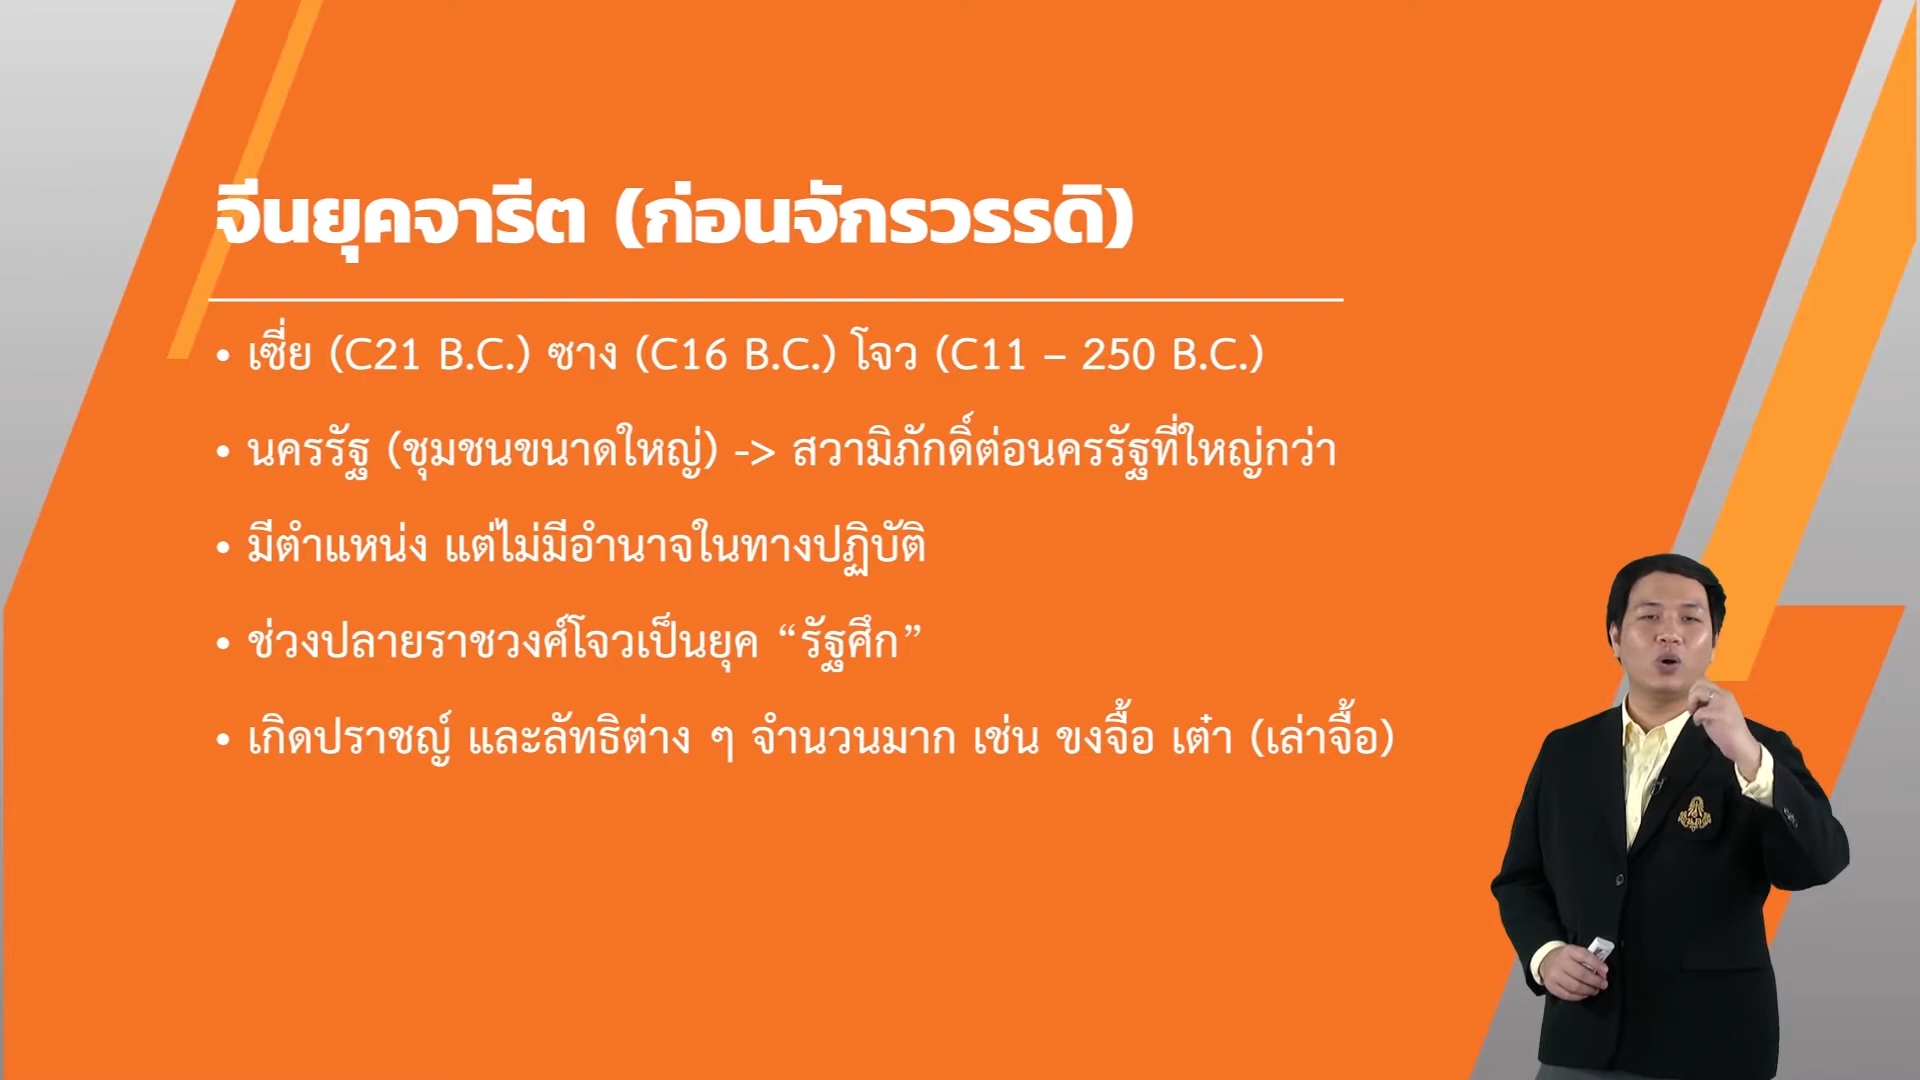 จีนยุคจารีต (ก่อนจักรวรรดิ)
• เซี่ย (C21 B.C.) ซาง (C16 B.C.) โจว (C11 – 250 B.C.)
• นครรัฐ (ชุมชนขนาดใหญ่) -> สวามิภักดิ์ต่อนครรัฐที่ใหญ่กว่า
• มีตำแหน่ง แต่ไม่มีอำนาจในทางปฏิบัติ
• ช่วงปลายราชวงศ์โจวเป็นยุค “รัฐศึก”
• เกิดปราชญ์ และลัทธิต่าง ๆ จำนวนมาก เช่น ขงจื้อ เต๋า (เล่าจื้อ)